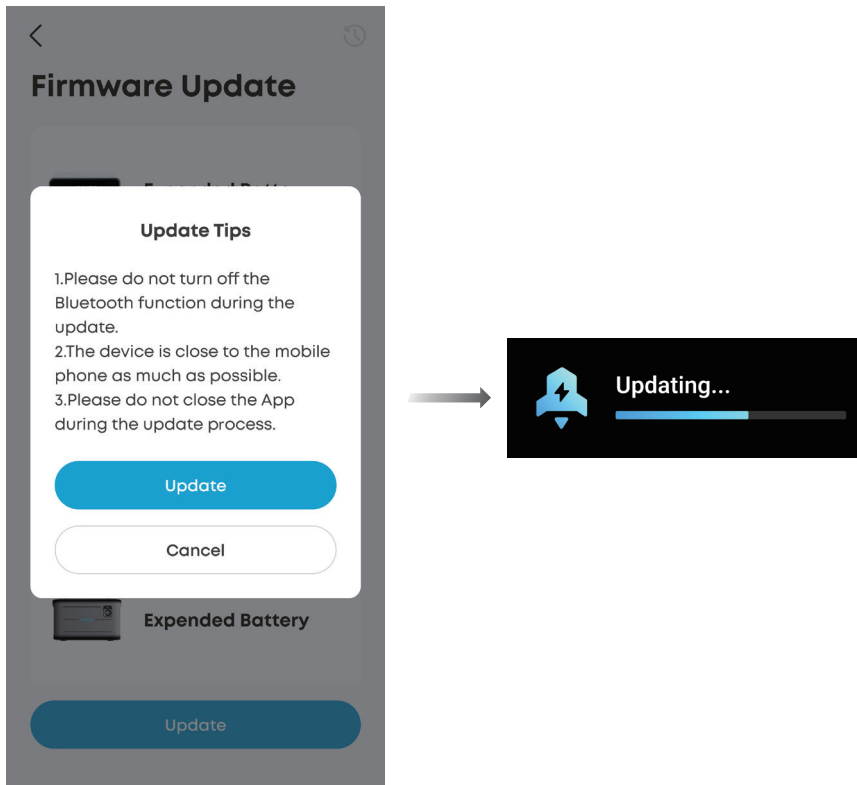 Firmware Update
Update Tips
1.Please do not turn off the
Bluetooth function during the
update.
2.The device is close to the mobile
phone as much as possible.
3.Please do not close the App
during the update process.
Update
Cancel
Expended Battery
Update
Updating...